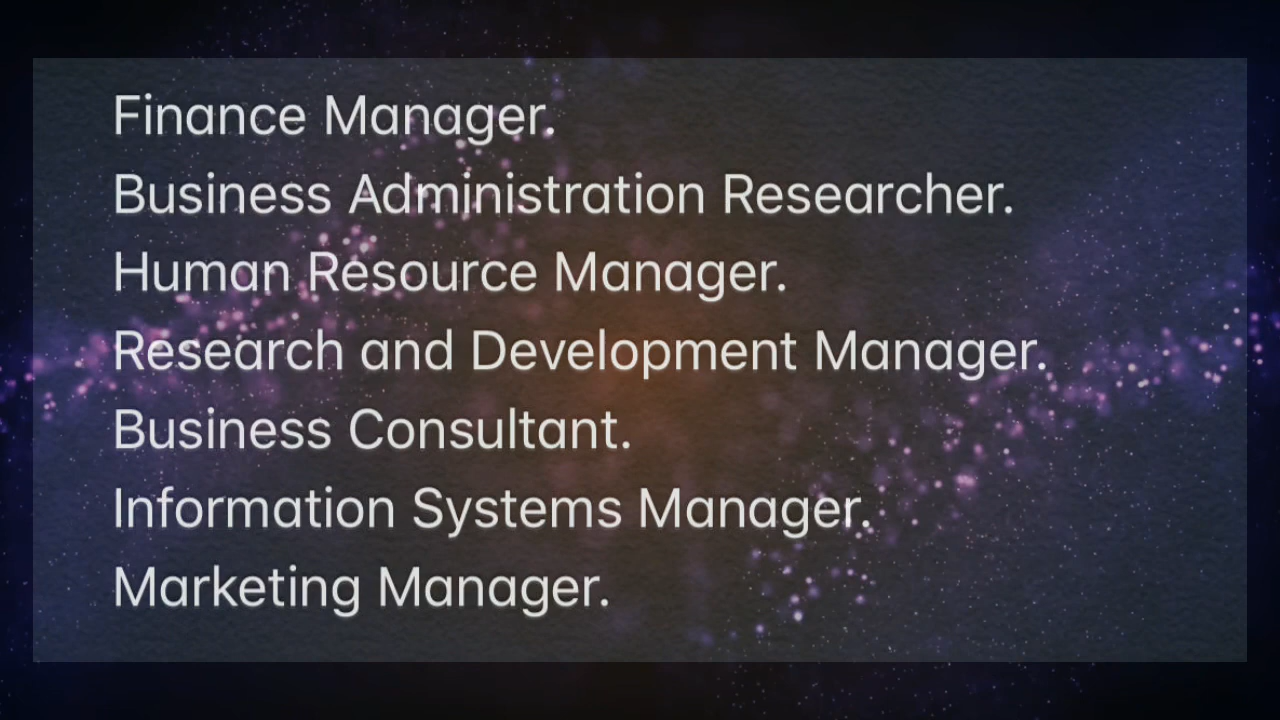 Finance Manager.
Business Administration Researcher.
Human Resource Manager.
Research and Development Manager.
Business Consultant.
Information Systems Manager.
Marketing Manager.